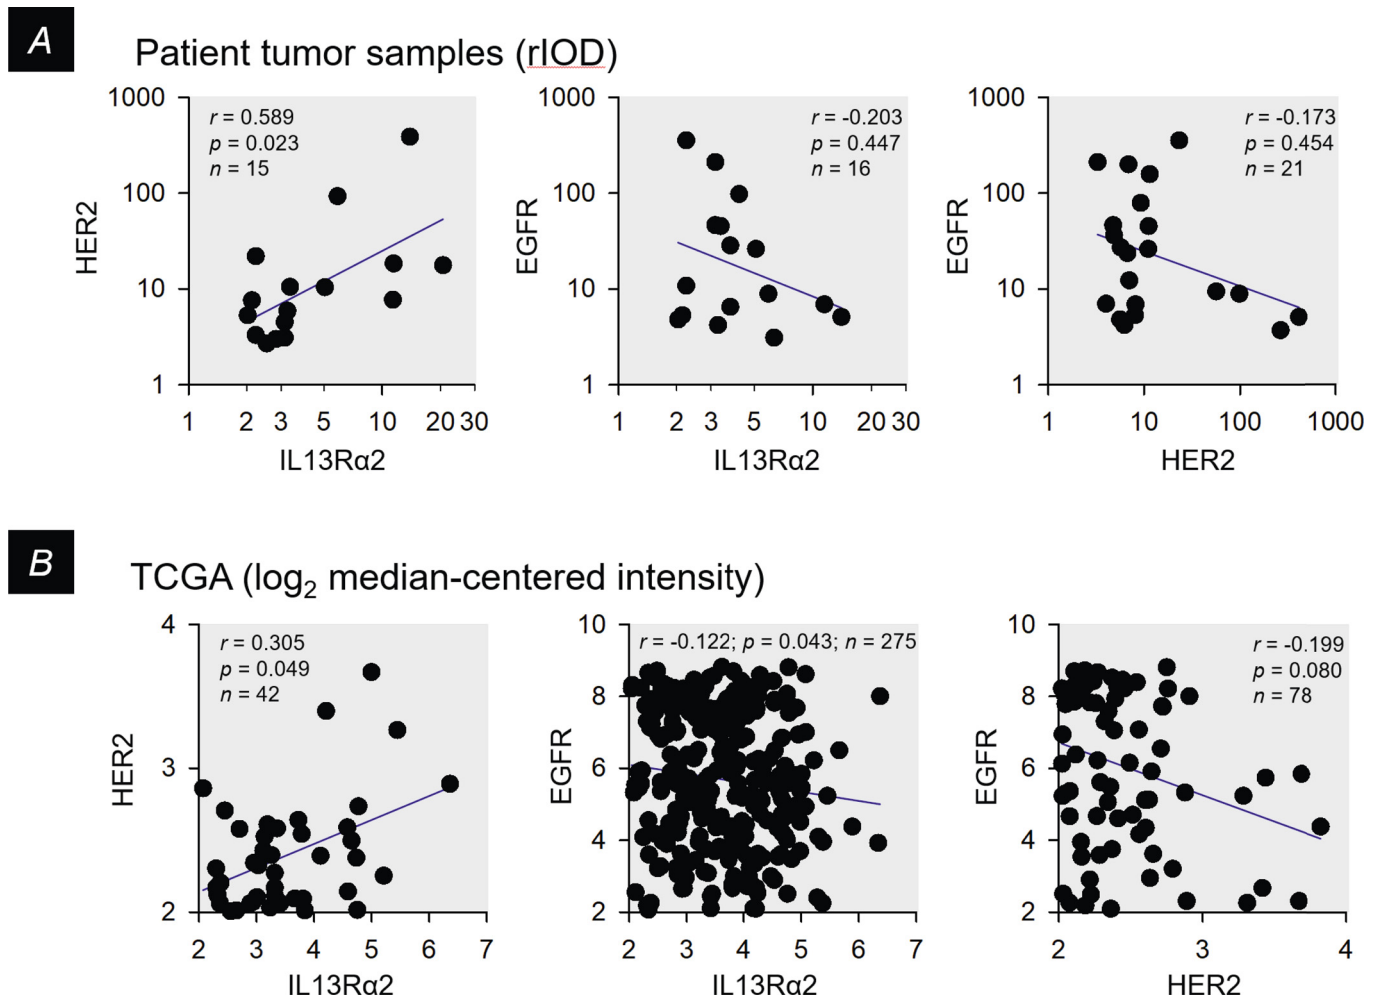 A
Patient tumor samples (rIOD)
1000
100
10
1
HER2
r = 0.589
p = 0.023
n = 15
1 2 3 5 10 20 30
IL13Rα2
1000
100
10
1
EGFR
r = -0.203
p = 0.447
n = 16
1 2 3 5 10 20 30
IL13Rα2
1000
100
10
1
EGFR
r = -0.173
p = 0.454
n = 21
1 10 100 1000
HER2
B
TCGA (log2 median-centered intensity)
4
3
2
HER2
r = 0.305
p = 0.049
n = 42
2 3 4 5 6 7
IL13Rα2
10
8
6
4
2
EGFR
r = -0.122; p = 0.043; n = 275
2 3 4 5 6 7
IL13Rα2
10
8
6
4
2
EGFR
r = -0.199
p = 0.080
n = 78
2 3 4
HER2